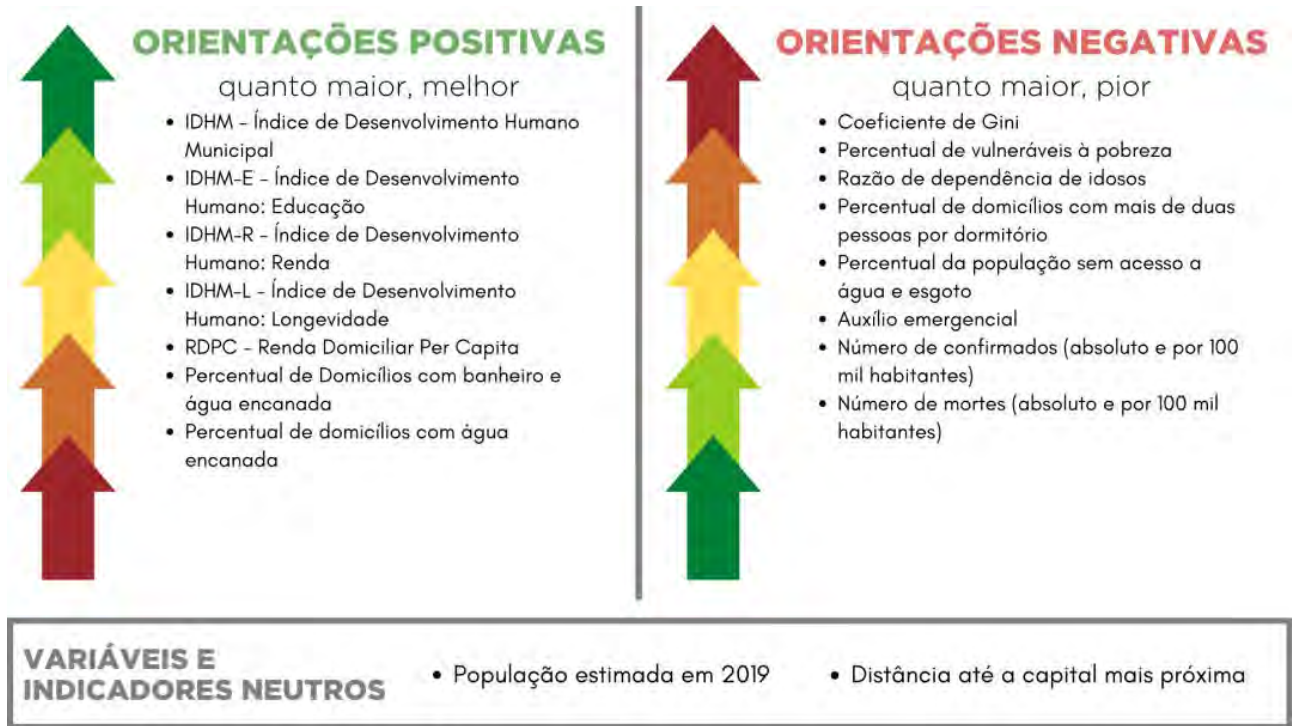 ORIENTAÇÕES POSITIVAS
quanto maior, melhor
• IDHM - Índice de Desenvolvimento Humano
Municipal
• IDHM-E - Índice de Desenvolvimento
Humano: Educação
• IDHM-R - Índice de Desenvolvimento
Humano: Renda
• IDHM-L - Índice de Desenvolvimento
Humano: Longevidade
• RDPC - Renda Domiciliar Per Capita
• Percentual de Domicílios com banheiro e
água encanada
• Percentual de domicílios com água
encanada
ORIENTAÇÕES NEGATIVAS
quanto maior, pior
• Coeficiente de Gini
• Percentual de vulneráveis à pobreza
• Razão de dependência de idosos
• Percentual de domicílios com mais de duas
pessoas por dormitório
• Percentual da população sem acesso a
água e esgoto
• Auxílio emergencial
• Número de confirmados (absoluto e por 100
mil habitantes)
• Número de mortes (absoluto e por 100 mil
habitantes)
VARIÁVEIS E
INDICADORES NEUTROS
• População estimada em 2019
• Distância até a capital mais próxima